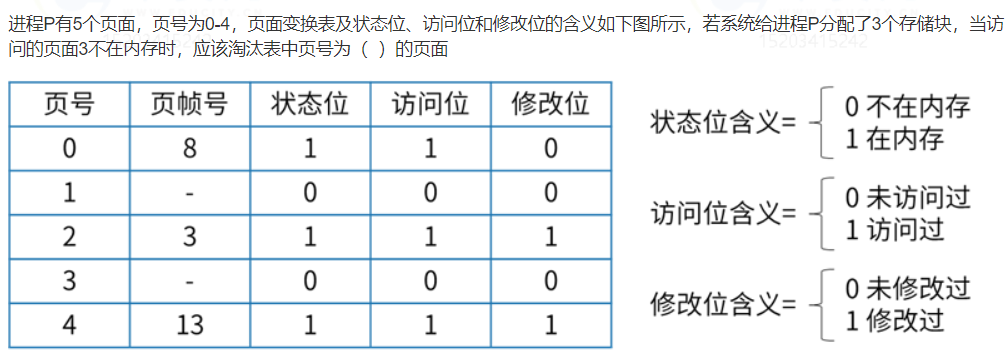 进程P有5个页面，页号为0-4，页面变换表及状态位、访问位和修改位的含义如下图所示，若系统给进程P分配了3个存储块，当访
问的页面3不在内存时，应该淘汰表中页号为（ ）的页面
页号 页帧号 状态位 访问位 修改位
0 8 1 1 0
1 - 0 0 0
2 3 1 1 1
3 - 0 0 0
4 13 1 1 1
状态位含义=
0 不在内存
1 在内存
访问位含义=
0 未访问过
1 访问过
修改位含义=
0 未修改过
1 修改过
15203415242